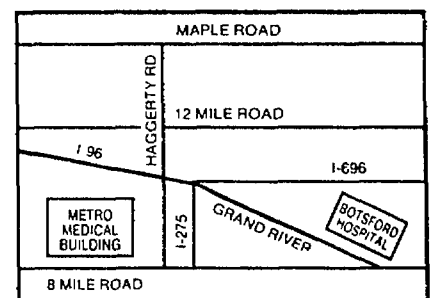 MAPLE ROAD
HAGGERTY RD
12 MILE ROAD
I-96
I-696
METRO
MEDICAL
BUILDING
I-275
GRAND RIVER
BOTSFORD
HOSPITAL
8 MILE ROAD